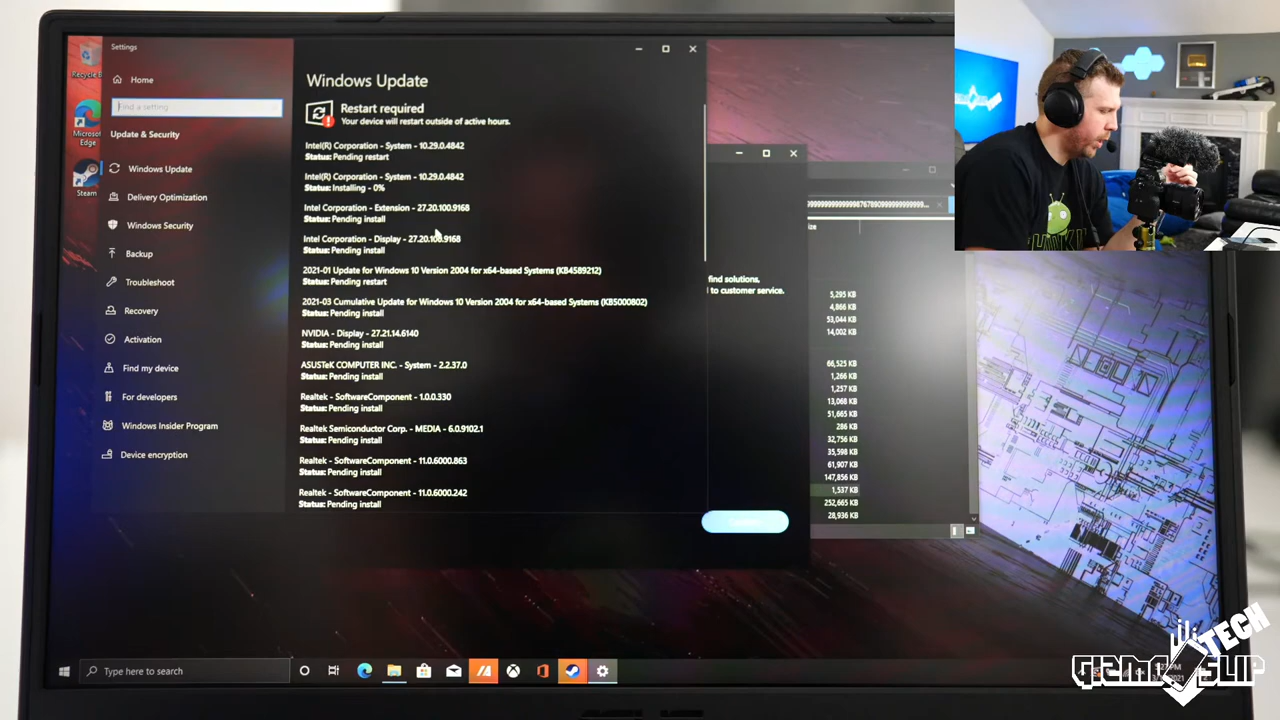 Settings
Home
Find a setting
Update & Security
Windows Update
Delivery Optimization
Windows Security
Backup
Troubleshoot
Recovery
Activation
Find my device
For developers
Windows Insider Program
Device encryption
Windows Update
Restart required
Your device will restart outside of active hours.
Intel(R) Corporation - System - 10.29.0.4842
Status: Pending restart
Intel(R) Corporation - System - 10.29.0.4842
Status: Installing - 0%
Intel Corporation - Extension - 27.20.100.9168
Status: Pending install
Intel Corporation - Display - 27.20.100.9168
Status: Pending install
2021-01 Update for Windows 10 Version 2004 for x64-based Systems (KB4589212)
Status: Pending restart
2021-03 Cumulative Update for Windows 10 Version 2004 for x64-based Systems (KB5000802)
Status: Pending install
NVIDIA - Display - 27.21.14.6140
Status: Pending install
ASUSTeK COMPUTER INC. - System - 2.2.37.0
Status: Pending install
Realtek - SoftwareComponent - 1.0.0.330
Status: Pending install
Realtek Semiconductor Corp. - MEDIA - 6.0.9102.1
Status: Pending install
Realtek - SoftwareComponent - 11.0.6000.863
Status: Pending install
Realtek - SoftwareComponent - 11.0.6000.242
Status: Pending install
find solutions.
to customer service.
5,295 KB
4,866 KB
53,044 KB
14,002 KB
66,525 KB
1,266 KB
1,257 KB
13,068 KB
51,665 KB
286 KB
32,756 KB
35,598 KB
61,907 KB
147,856 KB
1,537 KB
252,665 KB
28,936 KB
Recycle B
Microso
Edge
Steam
Type here to search
GIZMO SLIP
TECH